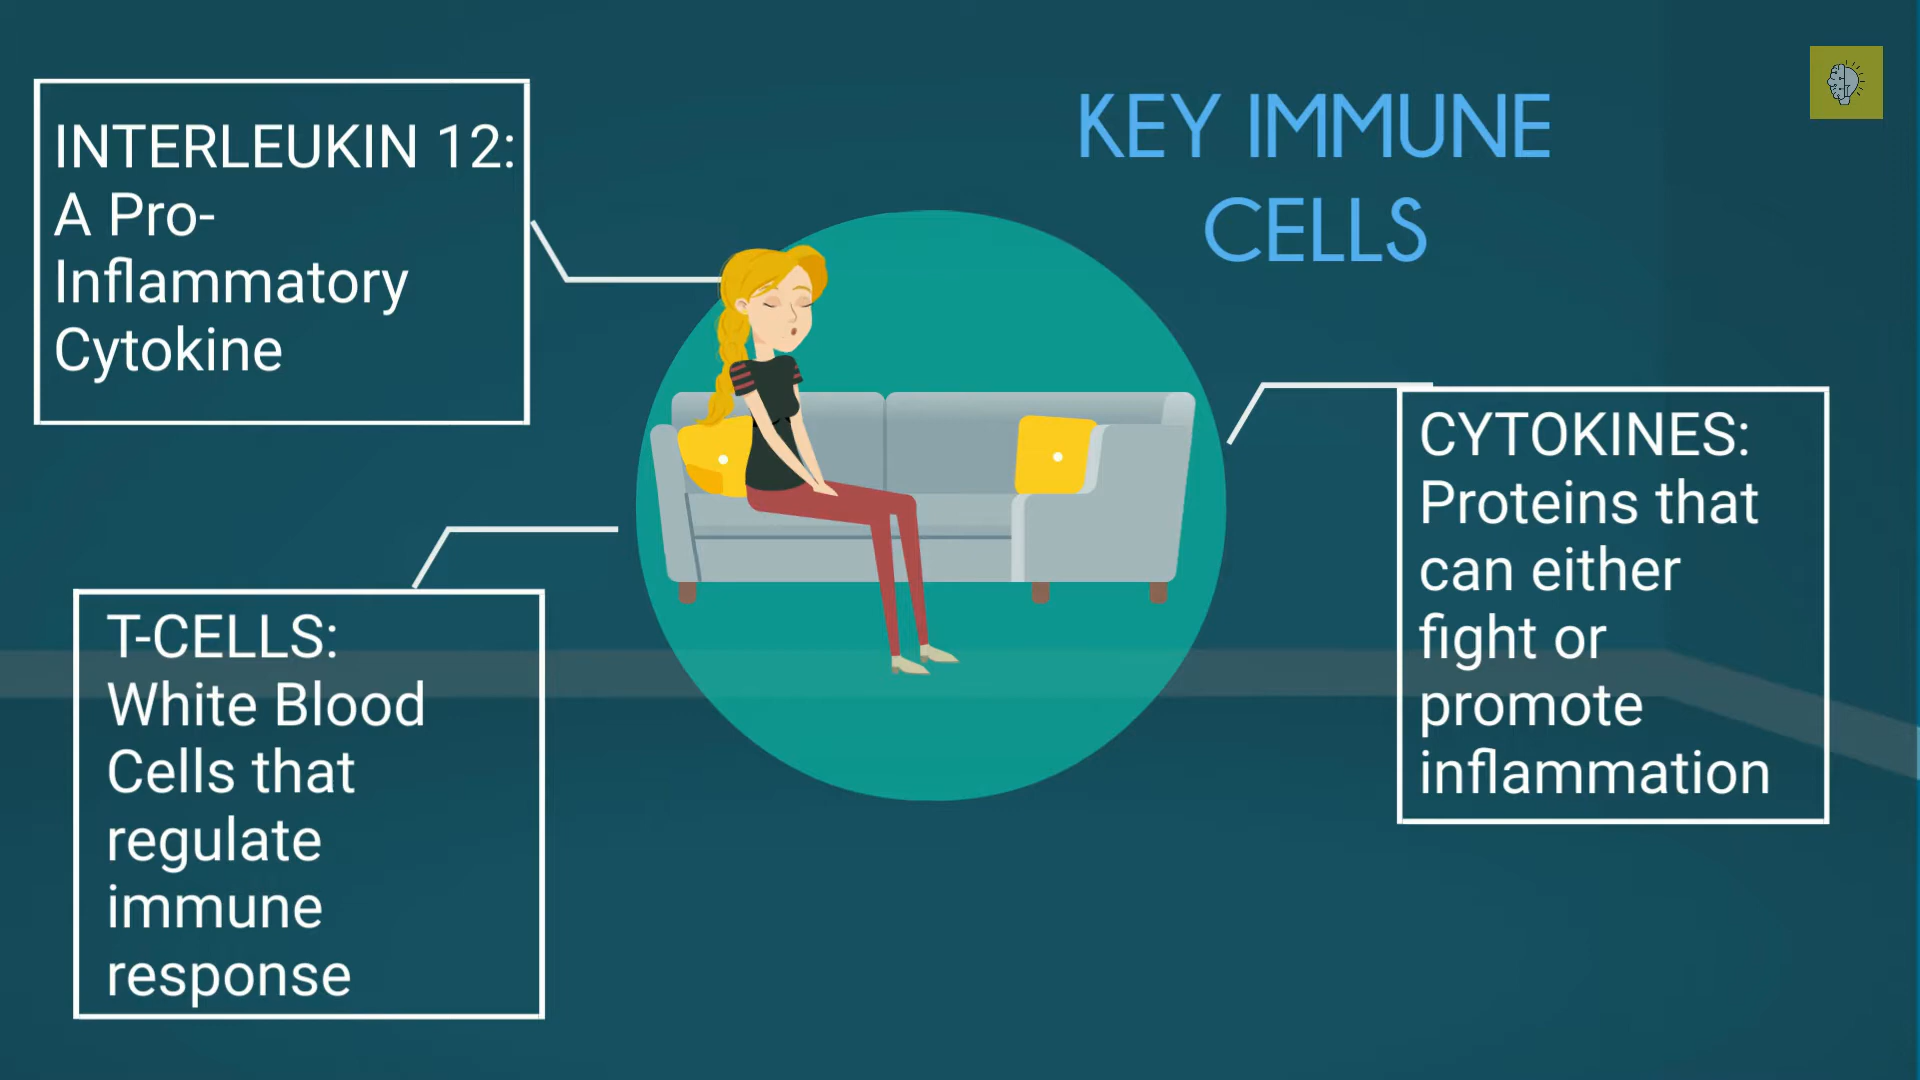 KEY IMMUNE
CELLS
INTERLEUKIN 12:
A Pro-
Inflammatory
Cytokine
CYTOKINES:
Proteins that
can either
fight or
promote
inflammation
T-CELLS:
White Blood
Cells that
regulate
immune
response